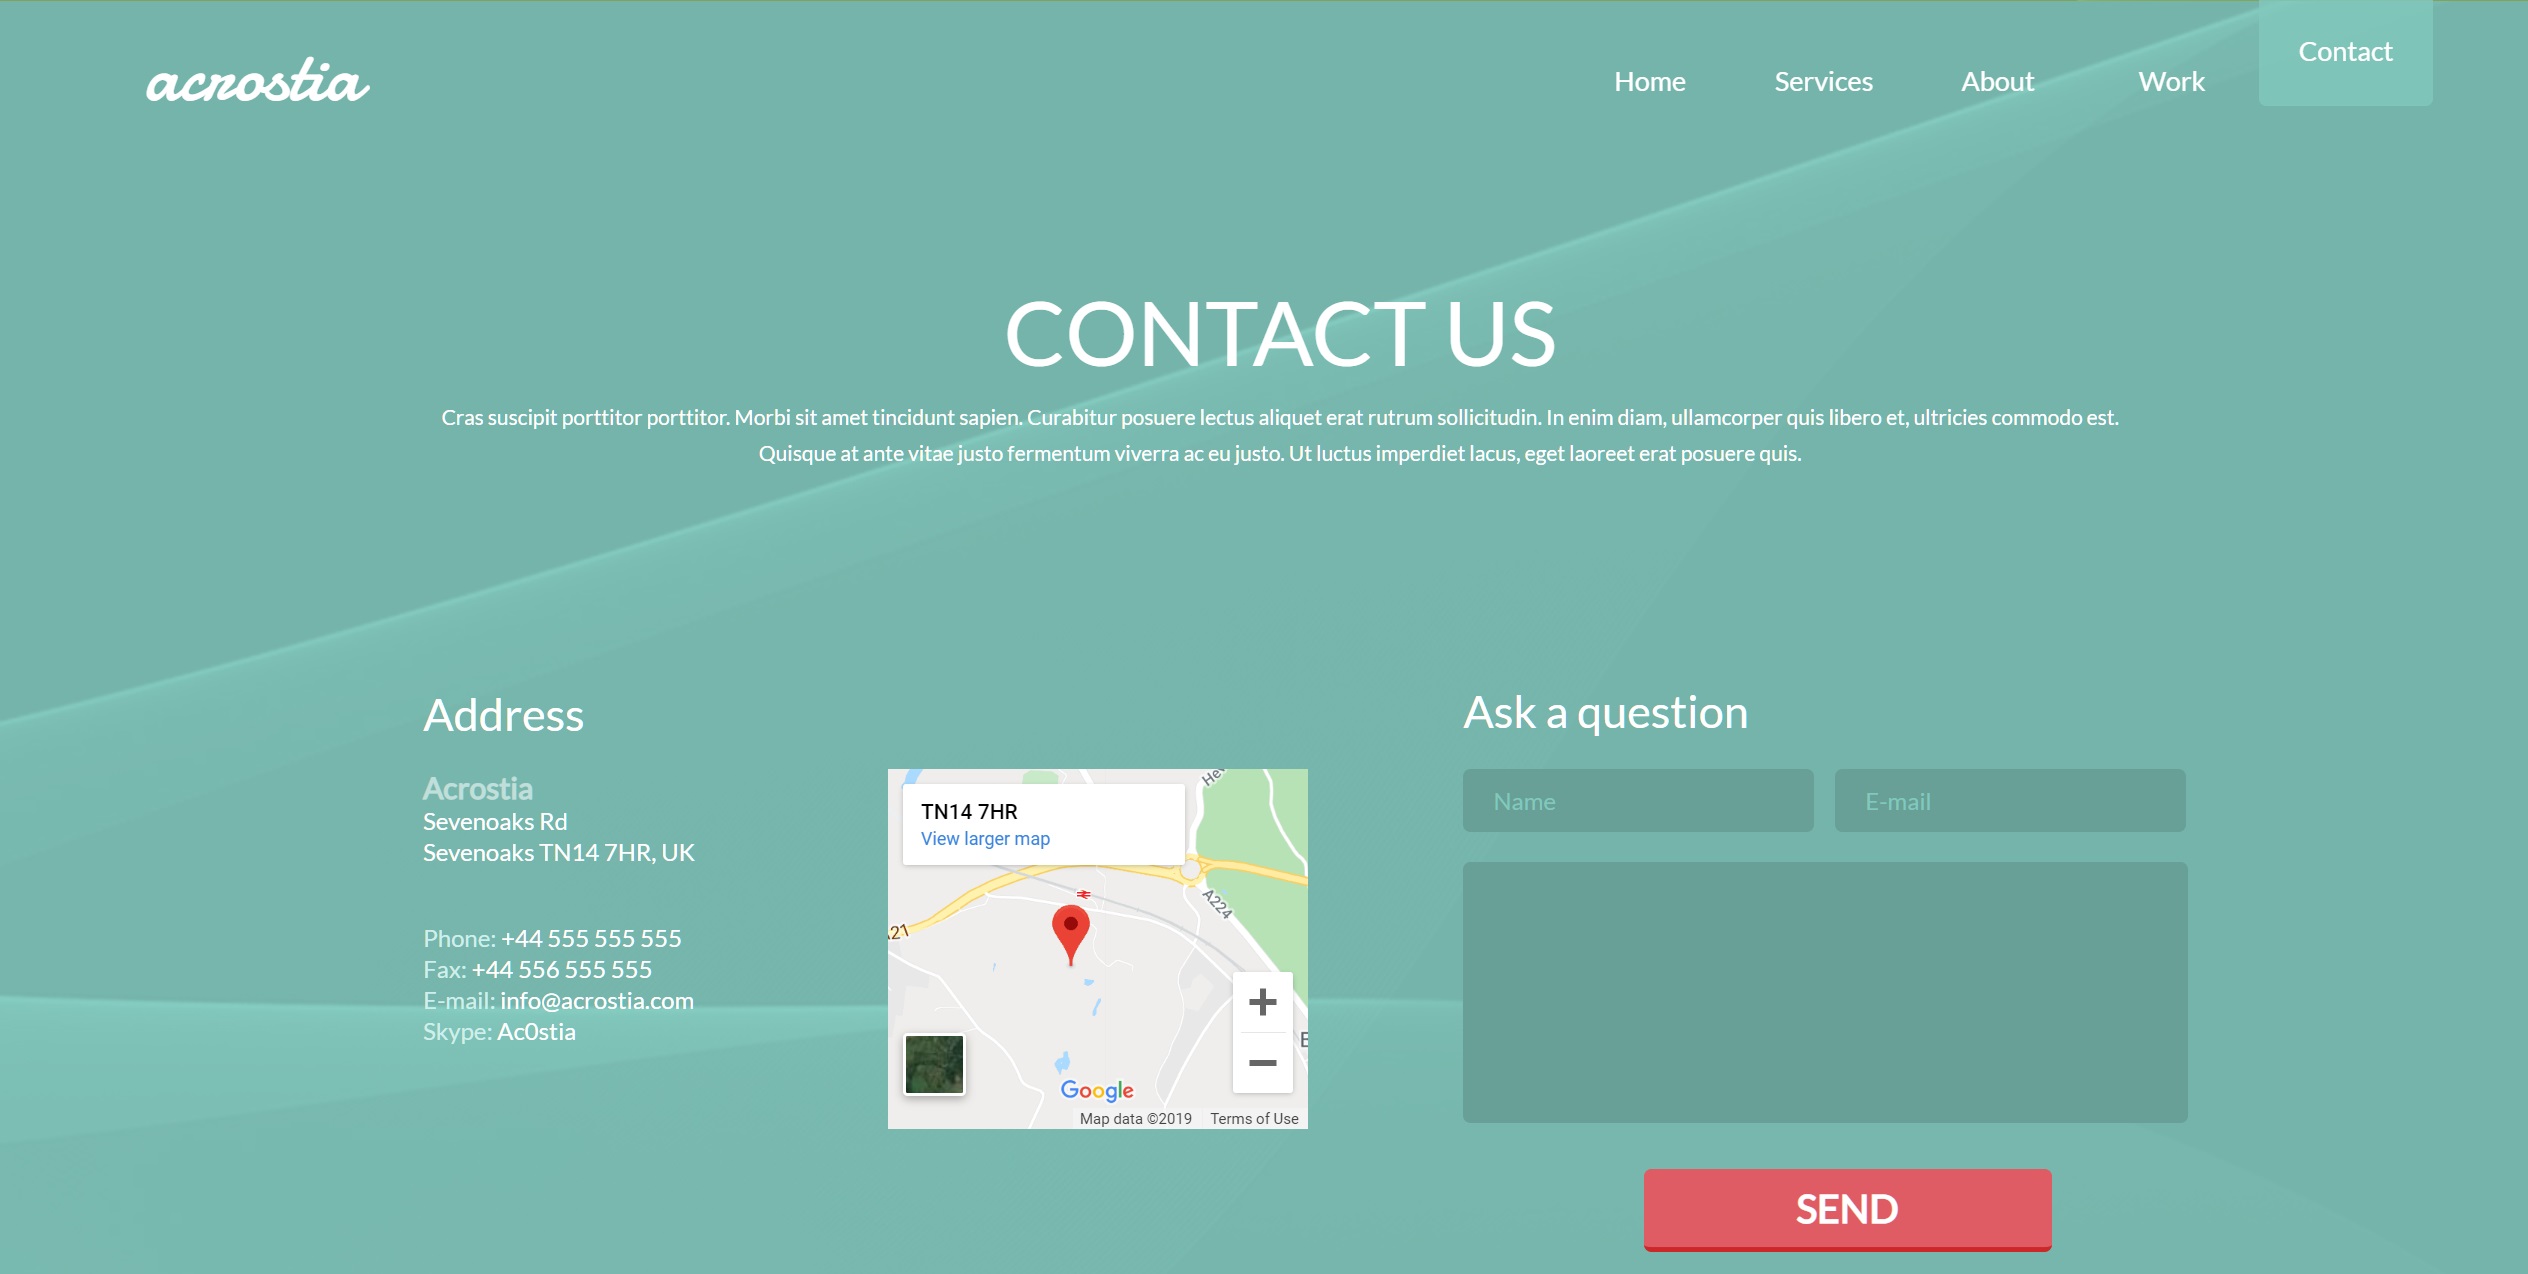 acrostia
Home Services About Work Contact
CONTACT US
Cras suscipit porttitor porttitor. Morbi sit amet tincidunt sapien. Curabitur posuere lectus aliquet erat rutrum sollicitudin. In enim diam, ullamcorper quis libero et, ultricies commodo est.
Quisque at ante vitae justo fermentum viverra ac eu justo. Ut luctus imperdiet lacus, eget laoreet erat posuere quis.
Address
Acrostia
Sevenoaks Rd
Sevenoaks TN14 7HR, UK
Phone: +44 555 555 555
Fax: +44 556 555 555
E-mail: info@acrostia.com
Skype: Ac0stia
TN14 7HR
View larger map
A224
Google
Map data ©2019 Terms of Use
Ask a question
Name E-mail
SEND